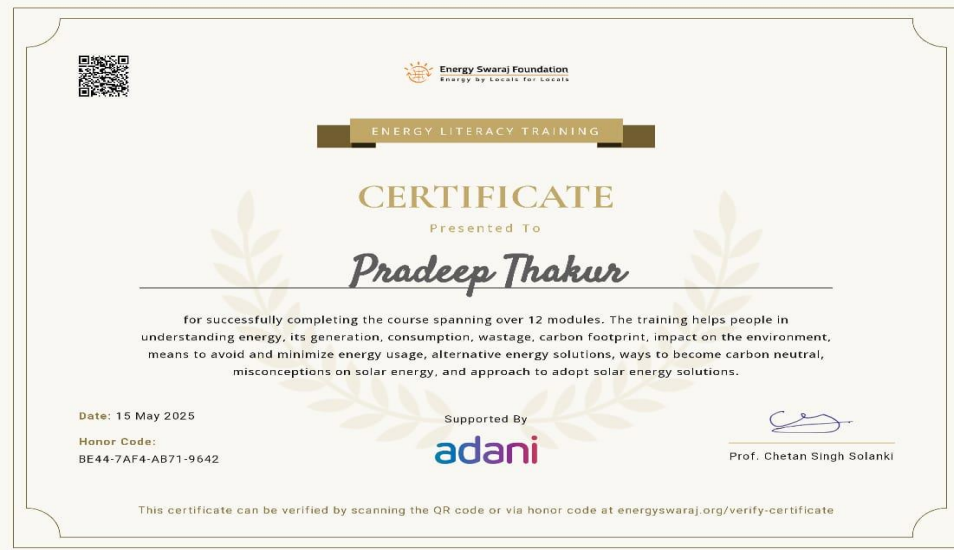 Energy Swaraj Foundation
Energy by Locals for Locals
ENERGY LITERACY TRAINING
CERTIFICATE
Presented To
Pradeep Thakur
for successfully completing the course spanning over 12 modules. The training helps people in
understanding energy, its generation, consumption, wastage, carbon footprint, impact on the environment,
means to avoid and minimize energy usage, alternative energy solutions, ways to become carbon neutral,
misconceptions on solar energy, and approach to adopt solar energy solutions.
Date: 15 May 2025
Honor Code:
BE44-7AF4-AB71-9642
Supported By
adani
Prof. Chetan Singh Solanki
This certificate can be verified by scanning the QR code or via honor code at energyswaraj.org/verify-certificate